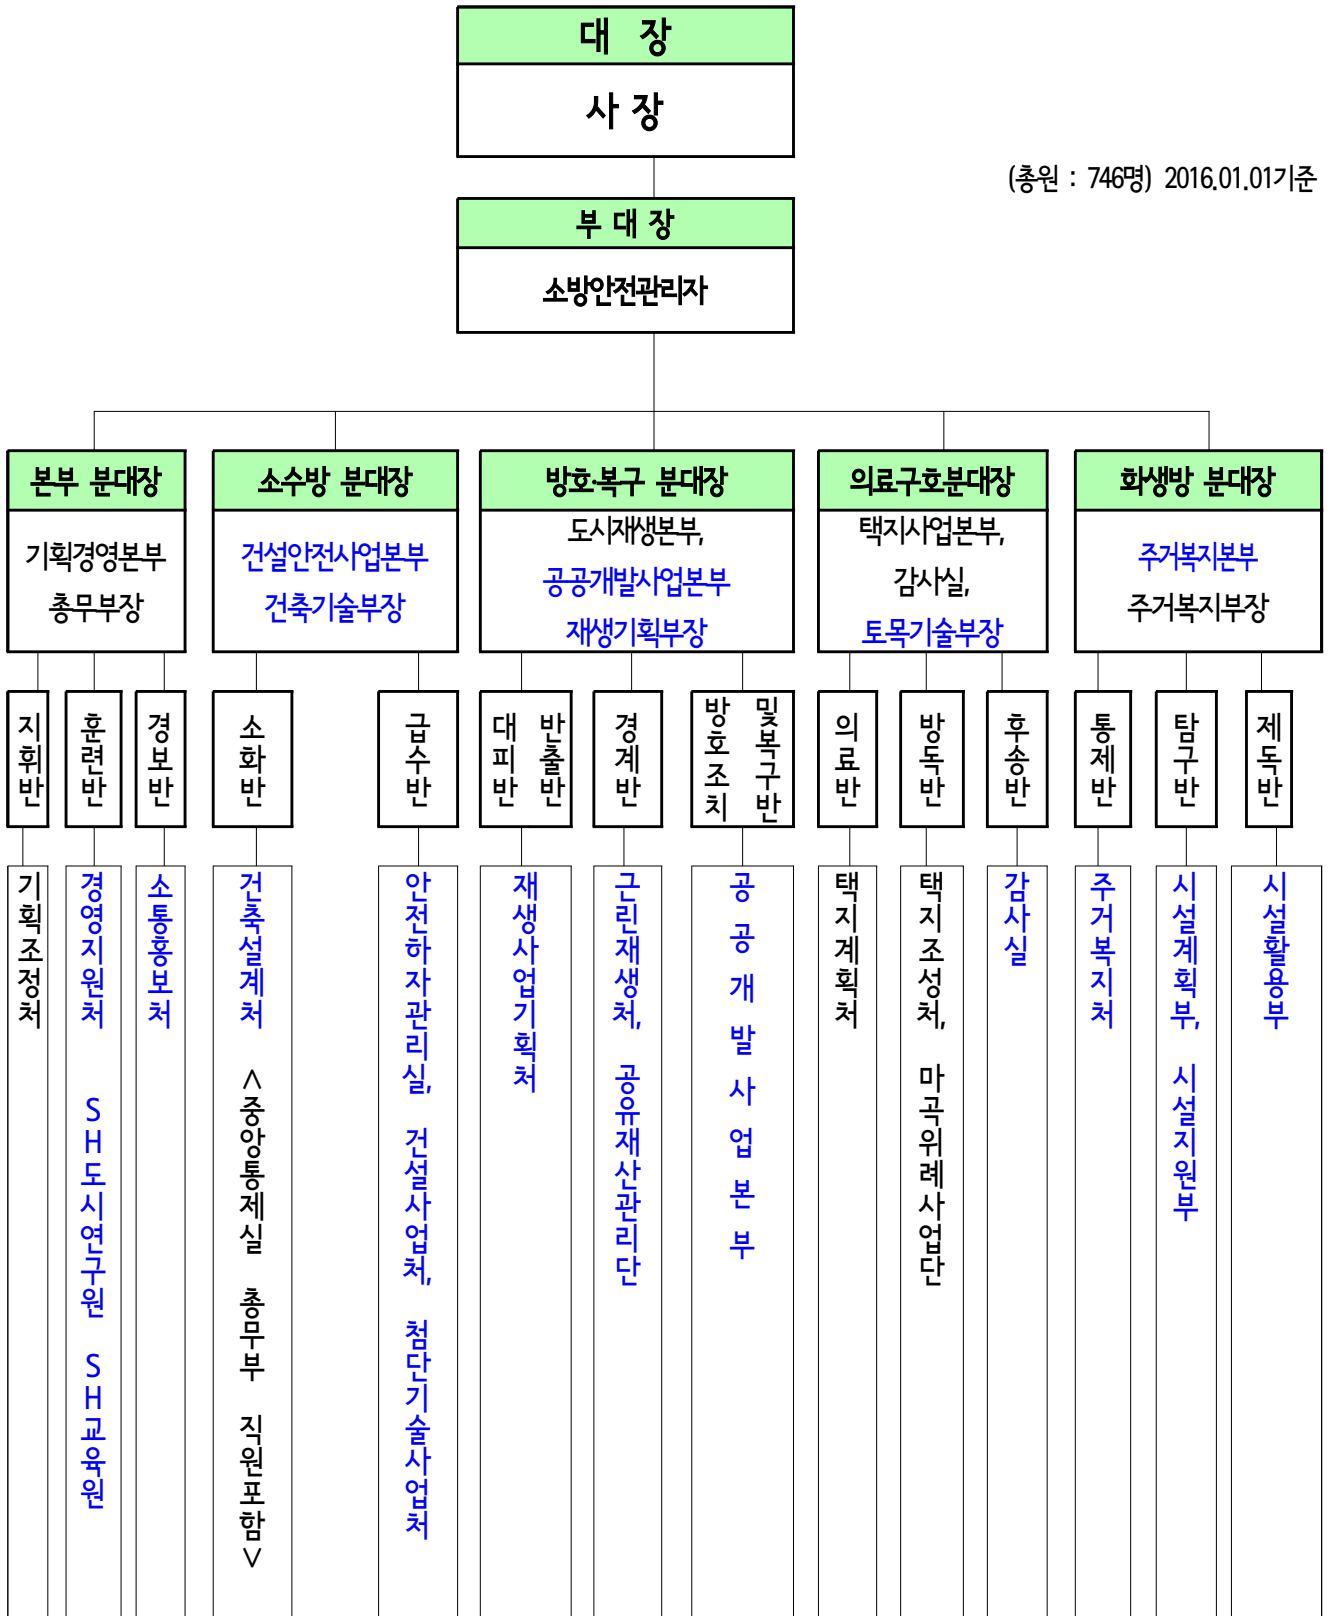 대 장
사 장
(총원 : 746명) 2016.01.01기준
부 대 장
소방안전관리자
본부 분대장
기획경영본부
총무부장
소수방 분대장
건설안전사업본부
건축기술부장
방호·복구 분대장
도시재생본부,
공공개발사업본부
재생기획부장
의료구호분대장
택지사업본부,
감사실,
토목기술부장
화생방 분대장
주거복지본부
주거복지부장
지휘반
훈련반
경보반
소화반
급수반
대피반
반출반
경계반
방호조치
및복구반
의료반
방독반
후송반
통제반
탐구반
제독반
기획조정처
경영지원처 SH도시연구원 SH교육원
소통홍보처
건축설계처 <중앙통제실 총무부 직원포함>
안전하자관리실, 건설사업처, 첨단기술사업처
재생사업기획처
근린재생처, 공유재산관리단
공공개발사업본부
택지계획처
택지조성처, 마곡위례사업단
감사실
주거복지처
시설계획부, 시설지원부
시설활용부